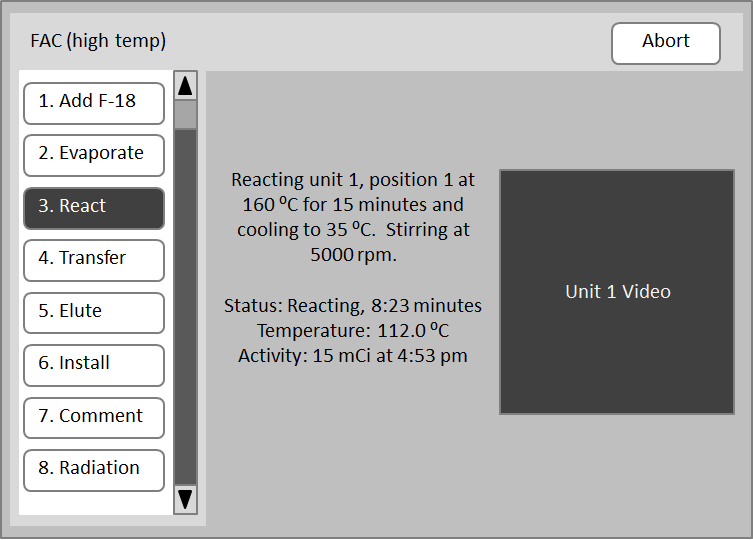 FAC (high temp)
Abort
1. Add F-18
2. Evaporate
3. React
4. Transfer
5. Elute
6. Install
7. Comment
8. Radiation
Reacting unit 1, position 1 at
160 ⁰C for 15 minutes and
cooling to 35 ⁰C.  Stirring at
5000 rpm.
Status: Reacting, 8:23 minutes
Temperature: 112.0 ⁰C
Activity: 15 mCi at 4:53 pm
Unit 1 Video